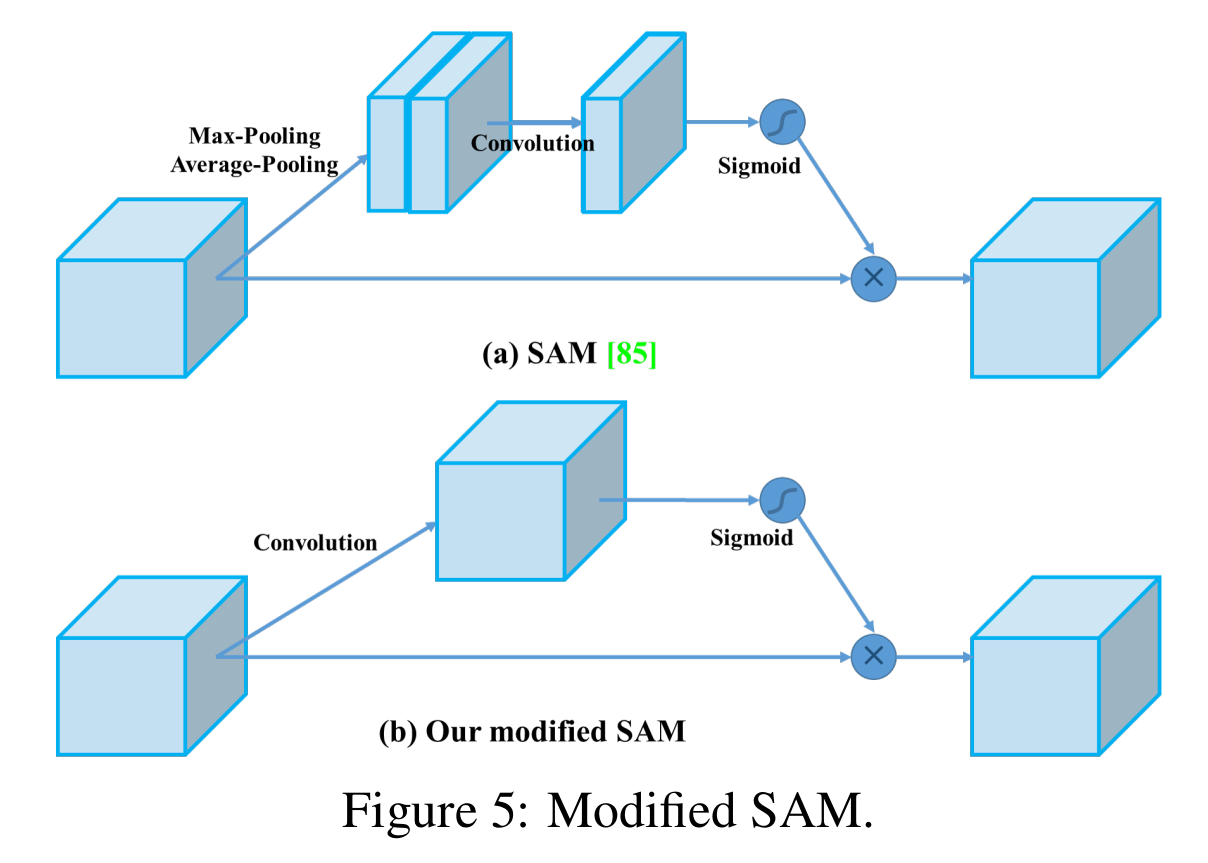 Max-Pooling
Average-Pooling
Convolution
Sigmoid
×
(a) SAM [85]
Convolution
Sigmoid
×
(b) Our modified SAM
Figure 5: Modified SAM.